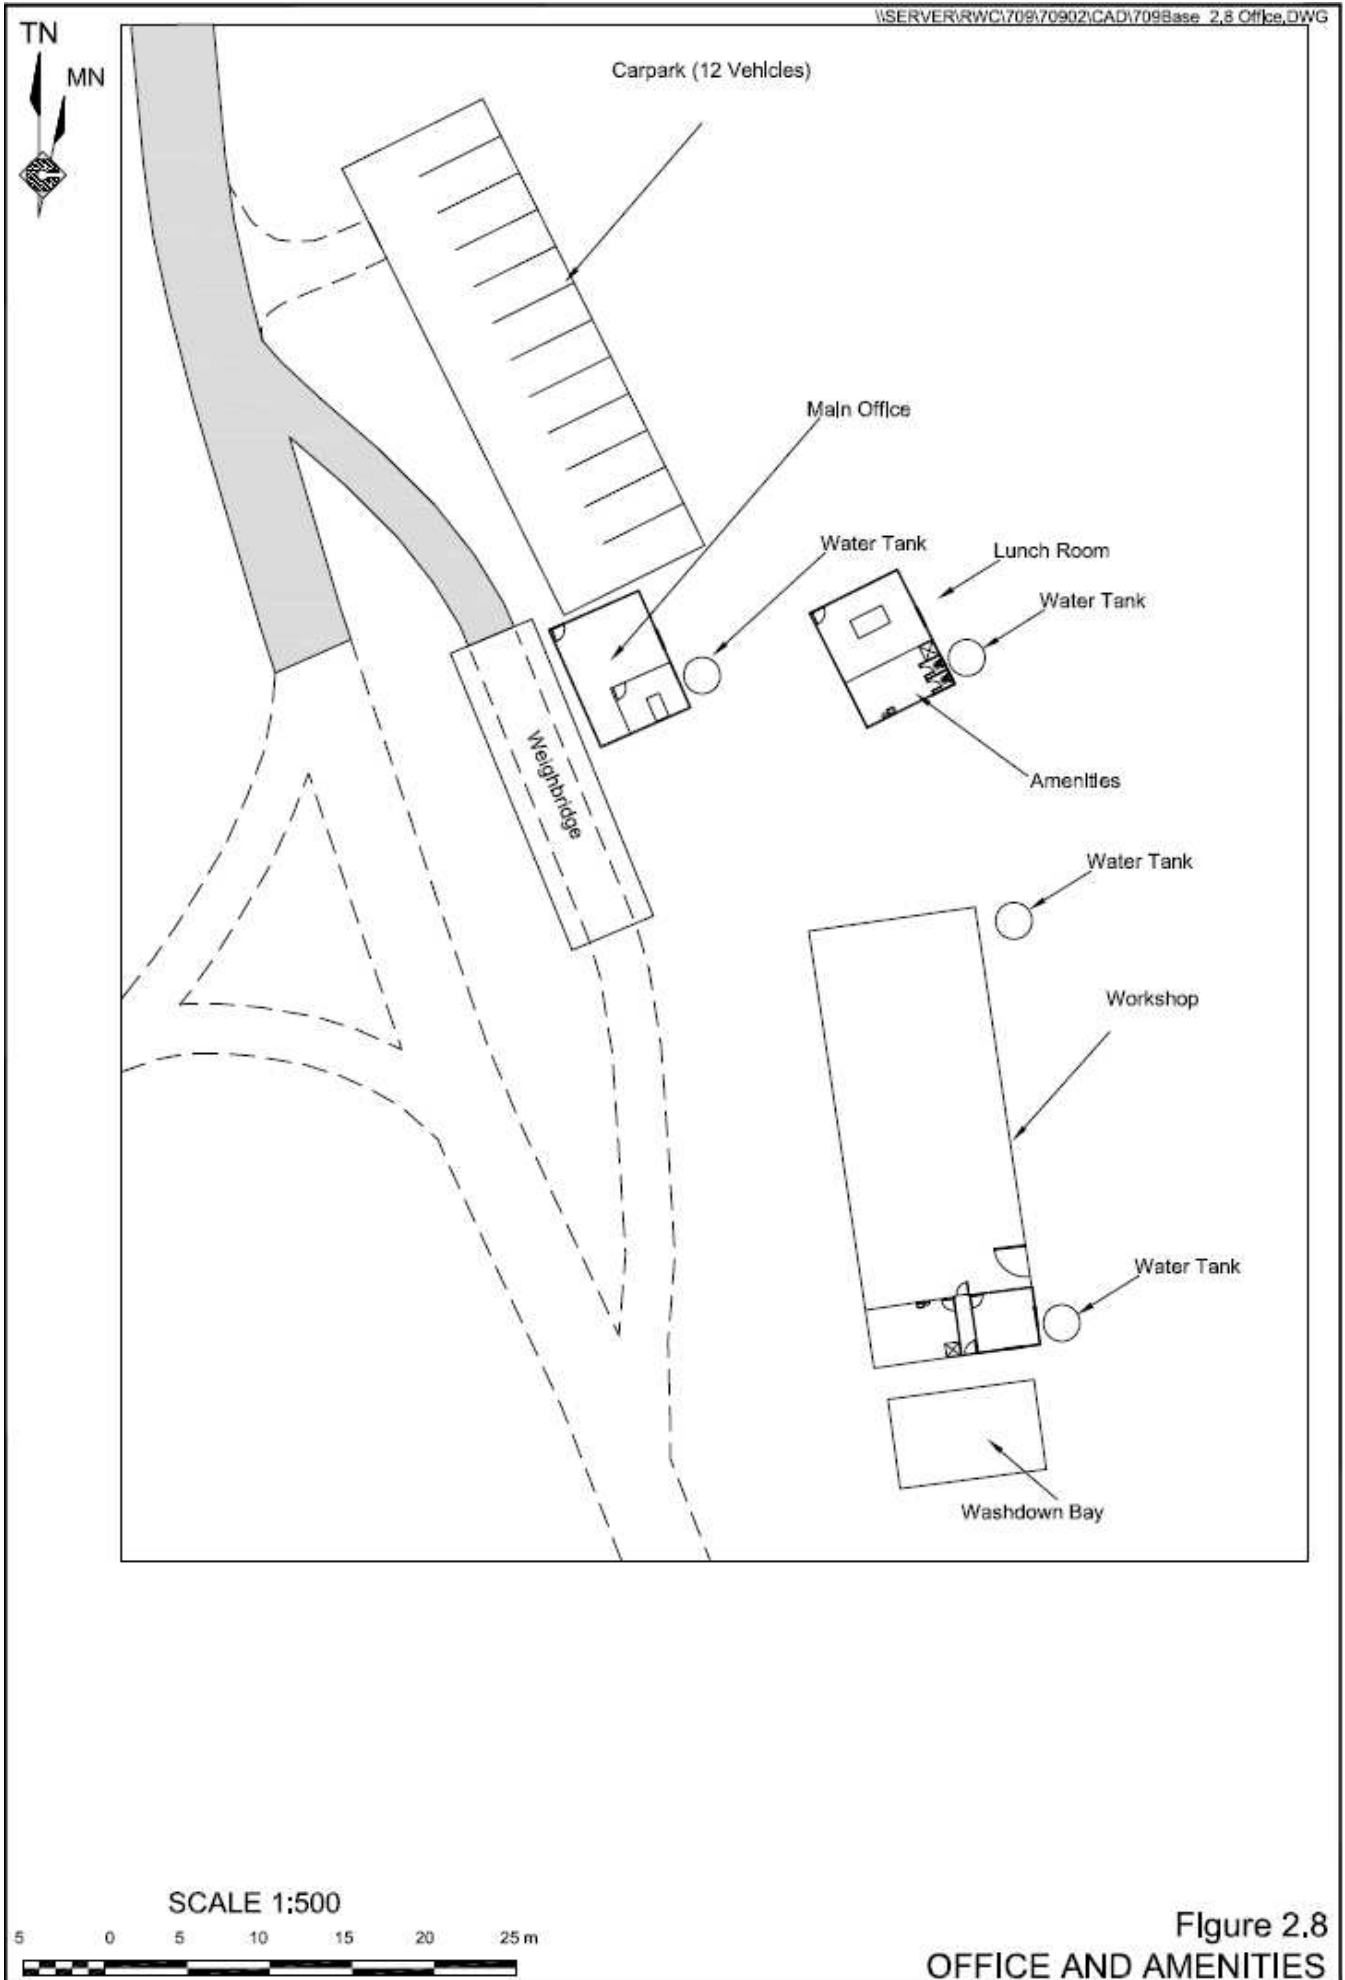 \\SERVER\RWC\709\70902\CAD\709Base_2.8 Office.DWG
TN
MN
Carpark (12 Vehicles)
Main Office
Water Tank
Lunch Room
Water Tank
Weighbridge
Amenities
Water Tank
Workshop
Water Tank
Washdown Bay
SCALE 1:500
5 0 5 10 15 20 25 m
Figure 2.8
OFFICE AND AMENITIES